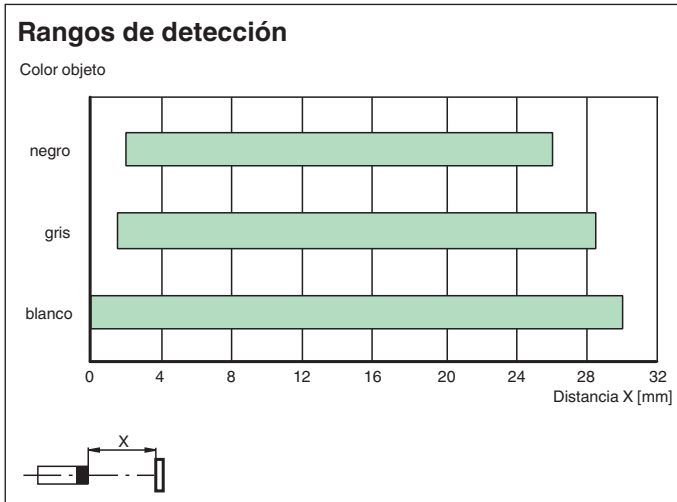 Rangos de detección
Color objeto
negro
gris
blanco
0 4 8 12 16 20 24 28 32
Distancia X [mm]
X